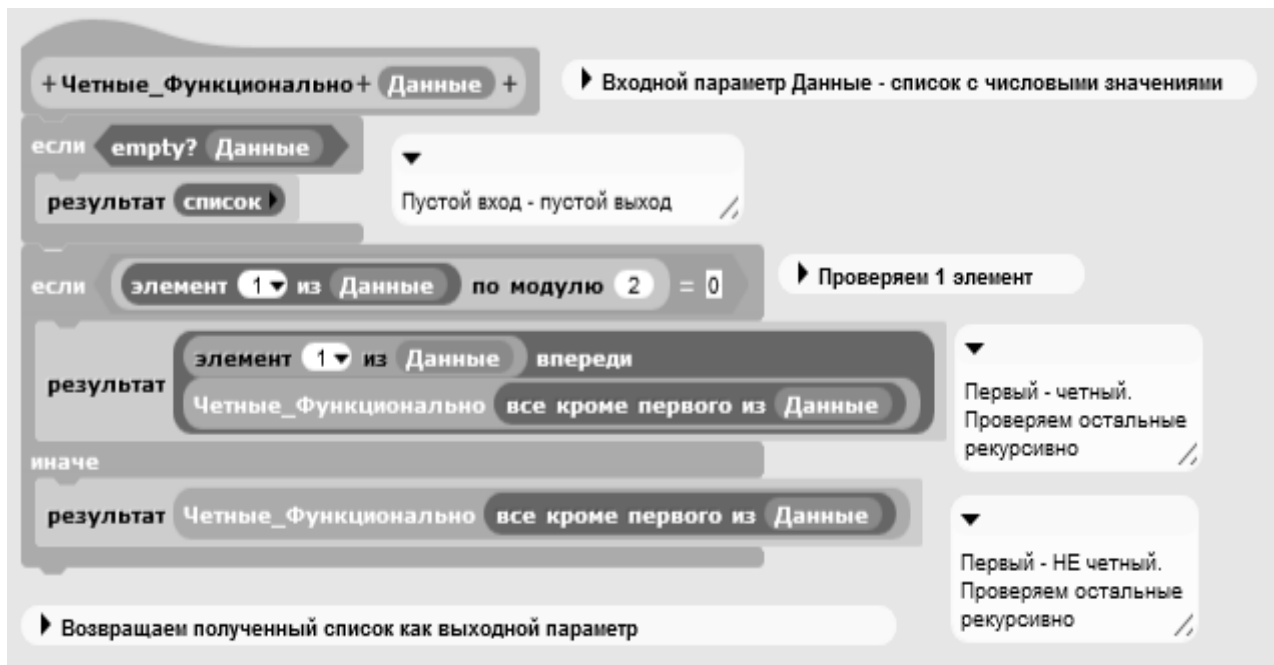 +Четные_Функционально+ Данные +
Входной параметр Данные - список с числовыми значениями
если empty? Данные
результат список
Пустой вход - пустой выход
если элемент 1 из Данные по модулю 2 = 0
Проверяем 1 элемент
элемент 1 из Данные впереди
результат
Четные_Функционально все кроме первого из Данные
Первый - четный.
Проверяем остальные
рекурсивно
иначе
результат Четные_Функционально все кроме первого из Данные
Первый - НЕ четный.
Проверяем остальные
рекурсивно
Возвращаем полученный список как выходной параметр